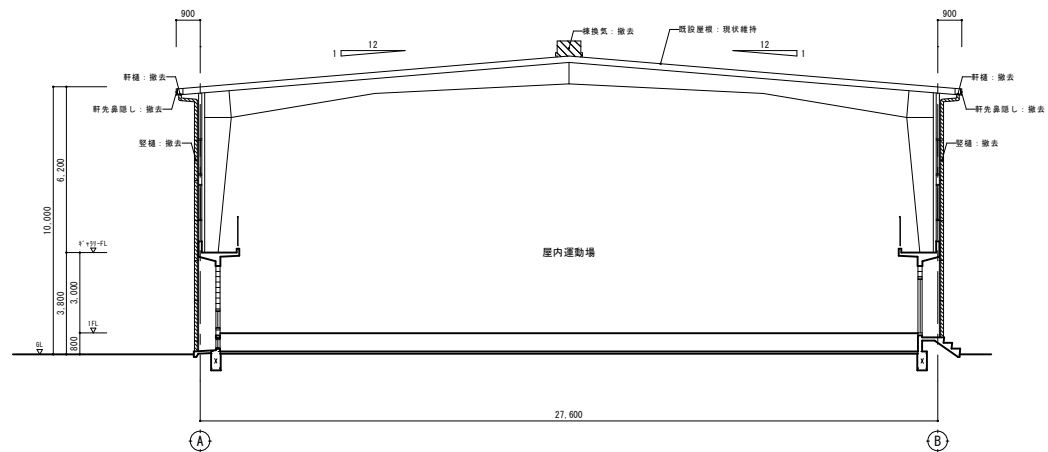 900
900
棟換気：撤去
既設屋根：現状維持
12
1
12
1
軒樋：撤去
軒樋：撤去
軒先鼻隠し：撤去
軒先鼻隠し：撤去
竪樋：撤去
竪樋：撤去
6,200
10,000
ｷﾞｬﾗﾘｰFL
屋内運動場
3,800
3,000
1FL
800
GL
X
X
27,600
A
B